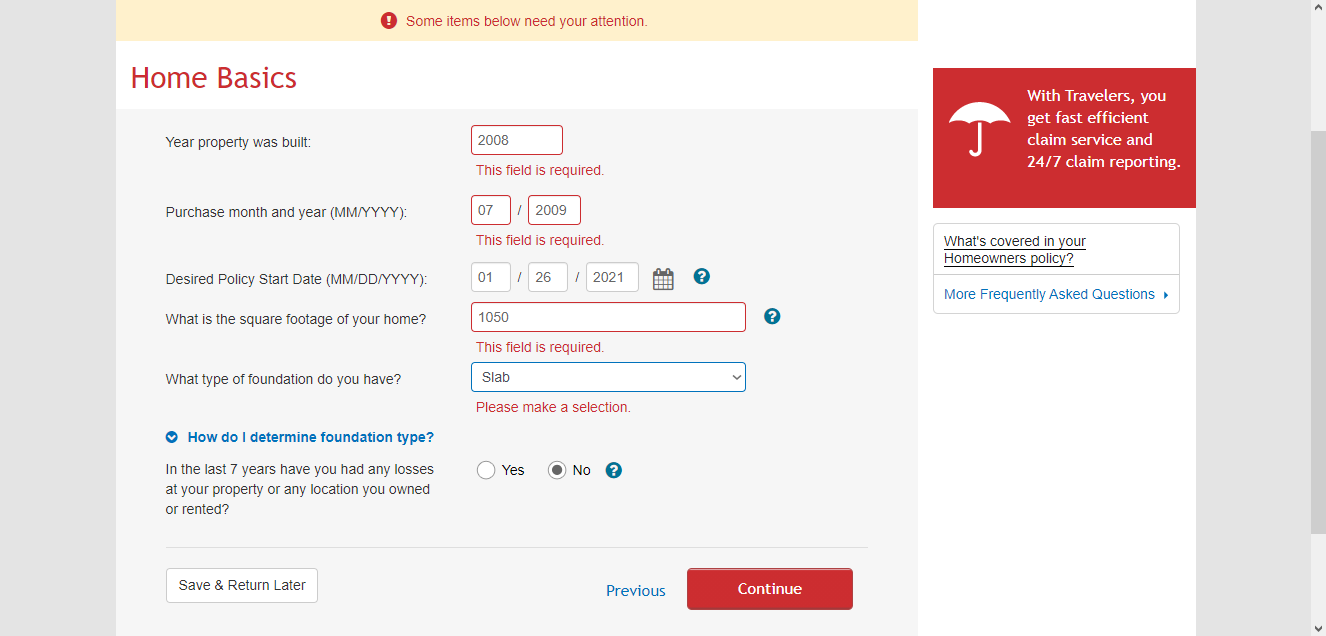 Some items below need your attention.
Home Basics
Year property was built:
2008
This field is required.
Purchase month and year (MM/YYYY):
07 / 2009
This field is required.
Desired Policy Start Date (MM/DD/YYYY):
01 / 26 / 2021
What is the square footage of your home?
1050
This field is required.
What type of foundation do you have?
Slab
Please make a selection.
How do I determine foundation type?
In the last 7 years have you had any losses
at your property or any location you owned
or rented?
Yes No
Save & Return Later
Previous
Continue
With Travelers, you
get fast efficient
claim service and
24/7 claim reporting.
What's covered in your
Homeowners policy?
More Frequently Asked Questions